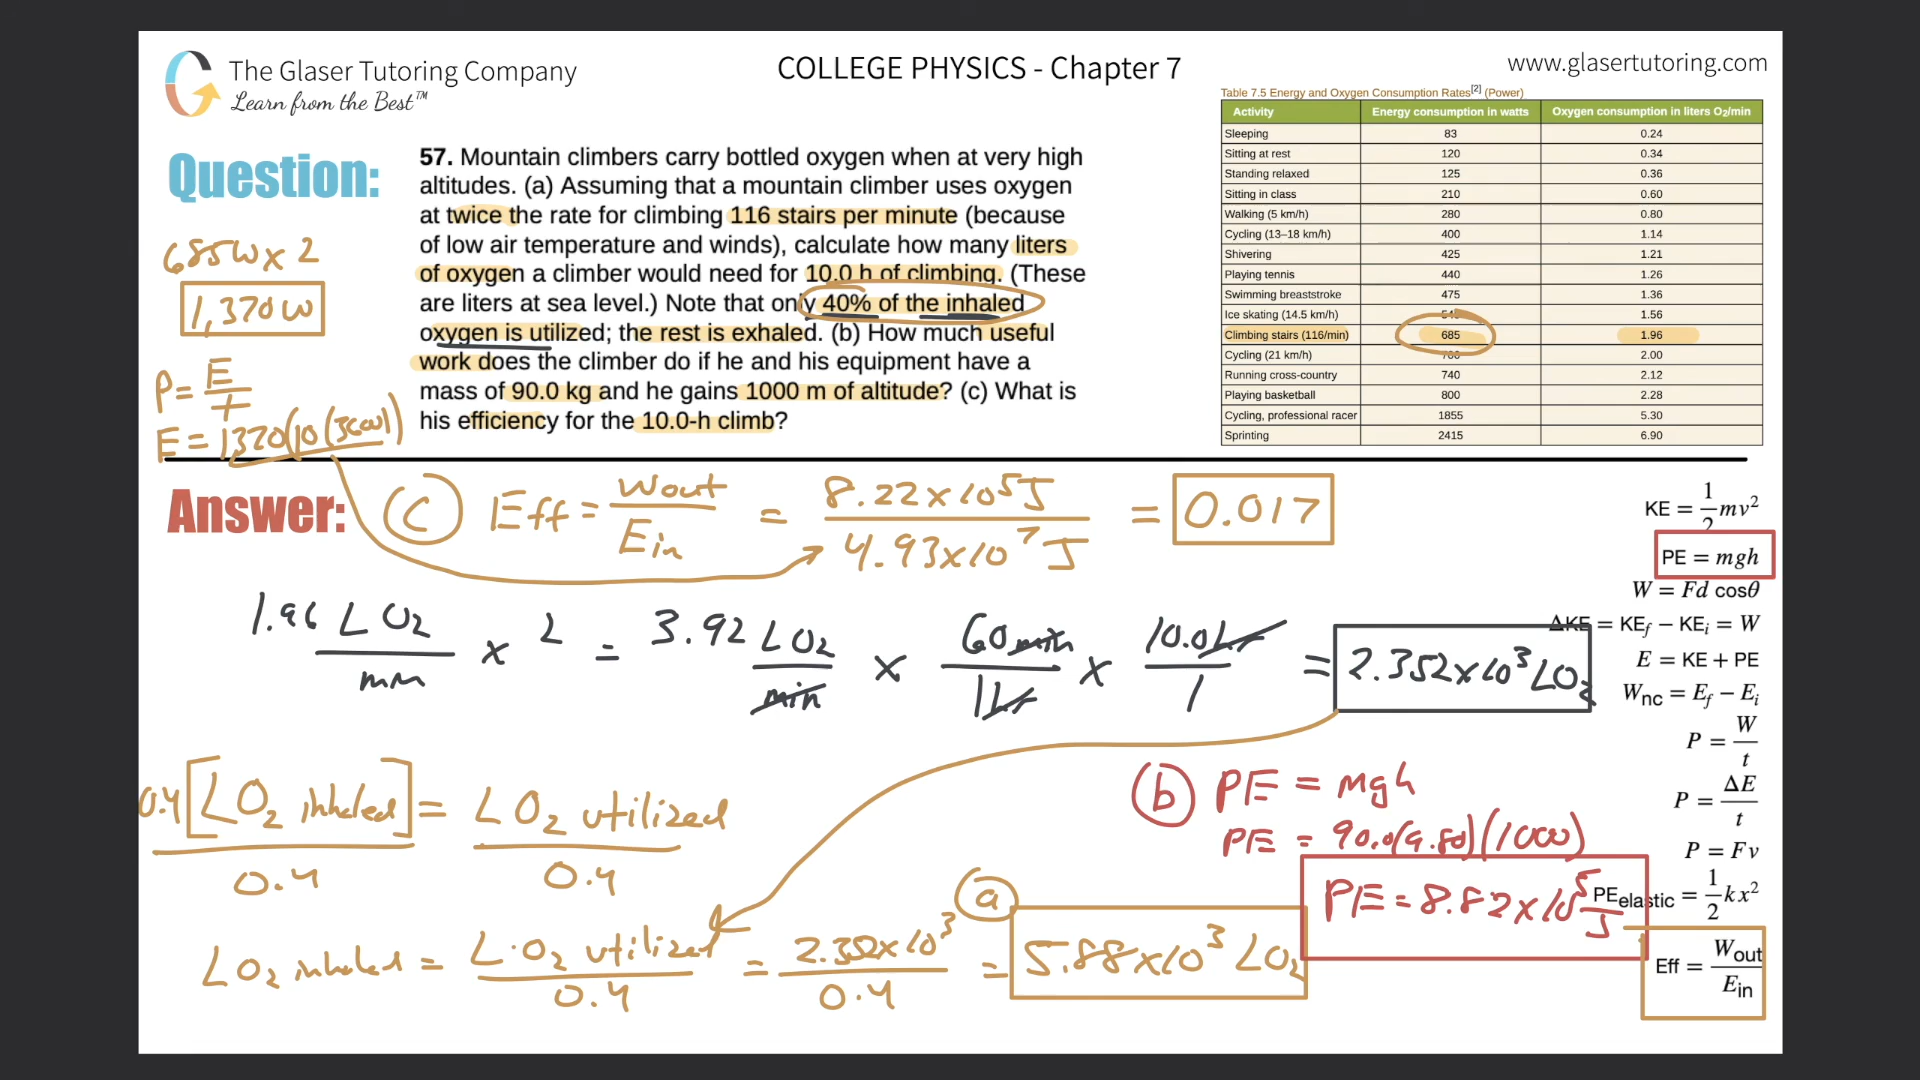 The Glaser Tutoring Company
Learn from the Best™
COLLEGE PHYSICS - Chapter 7
www.glasertutoring.com
Question:
57. Mountain climbers carry bottled oxygen when at very high
altitudes. (a) Assuming that a mountain climber uses oxygen
at twice the rate for climbing 116 stairs per minute (because
of low air temperature and winds), calculate how many liters
of oxygen a climber would need for 10.0 h of climbing. (These
are liters at sea level.) Note that only 40% of the inhaled
oxygen is utilized; the rest is exhaled. (b) How much useful
work does the climber do if he and his equipment have a
mass of 90.0 kg and he gains 1000 m of altitude? (c) What is
his efficiency for the 10.0-h climb?
Table 7.5 Energy and Oxygen Consumption Rates[2] (Power)
Activity Energy consumption in watts Oxygen consumption in liters O2/min
Sleeping 83 0.24
Sitting at rest 120 0.34
Standing relaxed 125 0.36
Sitting in class 210 0.60
Walking (5 km/h) 280 0.80
Cycling (13–18 km/h) 400 1.14
Shivering 425 1.21
Playing tennis 440 1.26
Swimming breaststroke 475 1.36
Ice skating (14.5 km/h) 1.56
Climbing stairs (116/min) 685 1.96
Cycling (21 km/h) 700 2.00
Running cross-country 740 2.12
Playing basketball 800 2.28
Cycling, professional racer 1855 5.30
Sprinting 2415 6.90
685W x 2
1,370W
P = E/t
E = 1370(10(3600))
Answer:
(c) Eff = Wout/Ein = 8.22x10⁵J / 4.93x10⁷J = 0.017
1.96 L O2/min x 2 = 3.92 L O2/min x 60min/1hr x 10.0hr/1 = 2.352x10³ L O2
0.4[L O2 inhaled]/0.4 = L O2 utilized/0.4
L O2 inhaled = L O2 utilized/0.4 = 2.352x10³/0.4 = (a) 5.88x10³ L O2
(b) PE = mgh
PE = 90.0(9.80)(1000)
PE = 8.82x10⁵ J
KE = 1/2 mv²
PE = mgh
W = Fd cosθ
ΔKE = KEf − KEi = W
E = KE + PE
Wnc = Ef − Ei
P = W/t
P = ΔE/t
P = Fv
PEelastic = 1/2 kx²
Eff = Wout/Ein